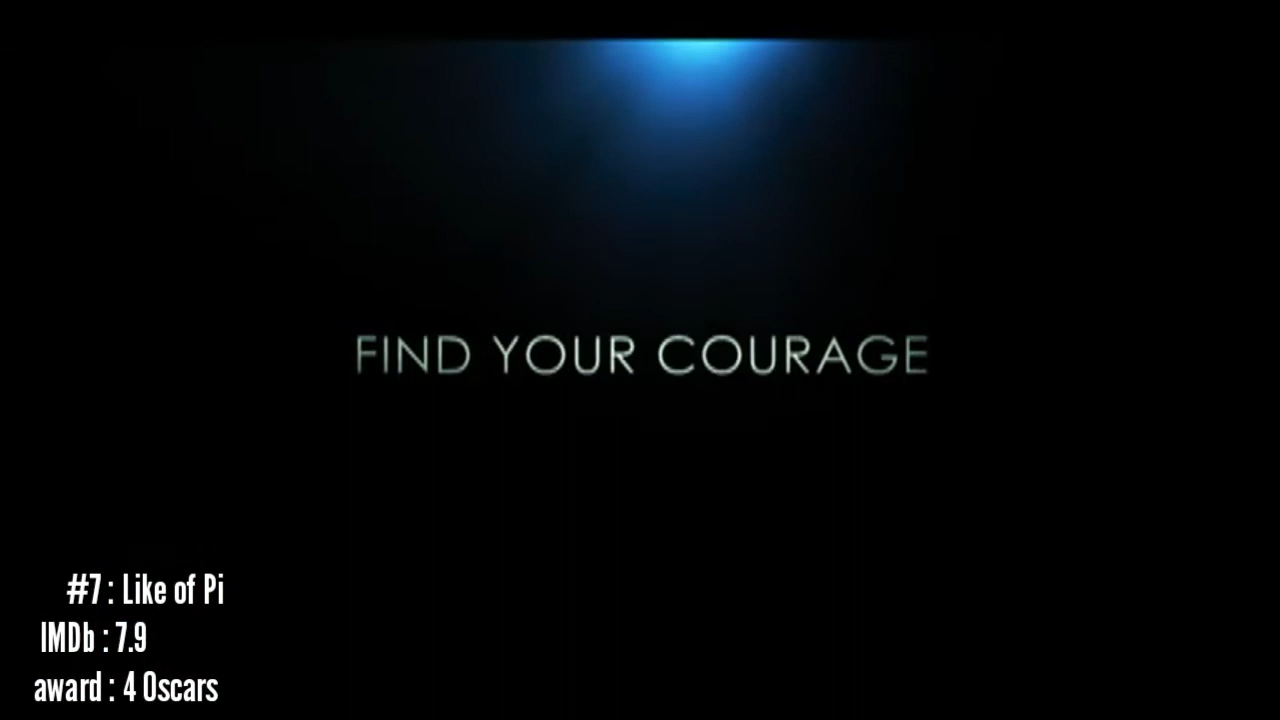 FIND YOUR COURAGE
#7 : Like of Pi
IMDb : 7.9
award : 4 Oscars